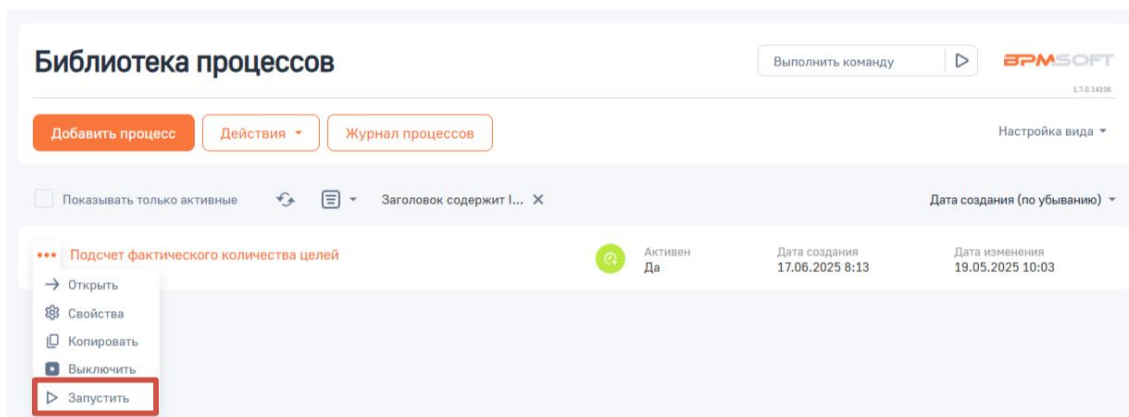 Библиотека процессов
Выполнить команду
BPMSOFT
1.7.0.14106
Добавить процесс
Действия
Журнал процессов
Настройка вида
Показывать только активные
Заголовок содержит I...
Дата создания (по убыванию)
Подсчет фактического количества целей
Активен
Да
Дата создания
17.06.2025 8:13
Дата изменения
19.05.2025 10:03
Открыть
Свойства
Копировать
Выключить
Запустить